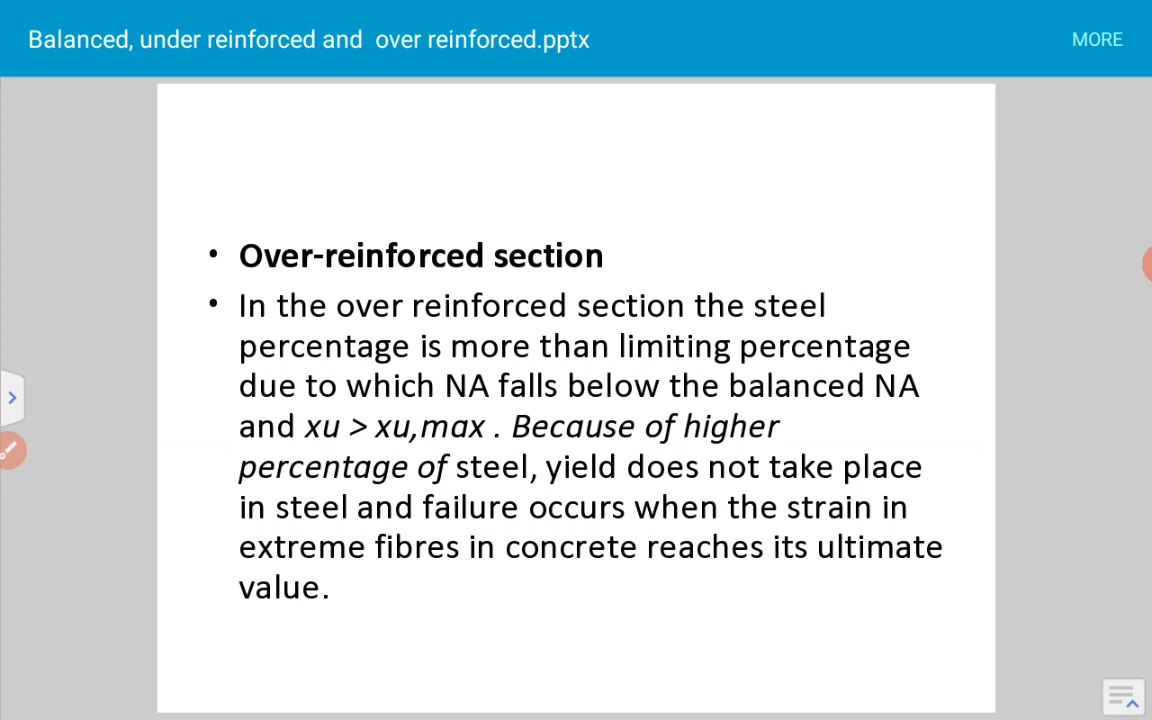 Balanced, under reinforced and  over reinforced.pptx
MORE
• Over-reinforced section
• In the over reinforced section the steel
percentage is more than limiting percentage
due to which NA falls below the balanced NA
and xu > xu,max . Because of higher
percentage of steel, yield does not take place
in steel and failure occurs when the strain in
extreme fibres in concrete reaches its ultimate
value.